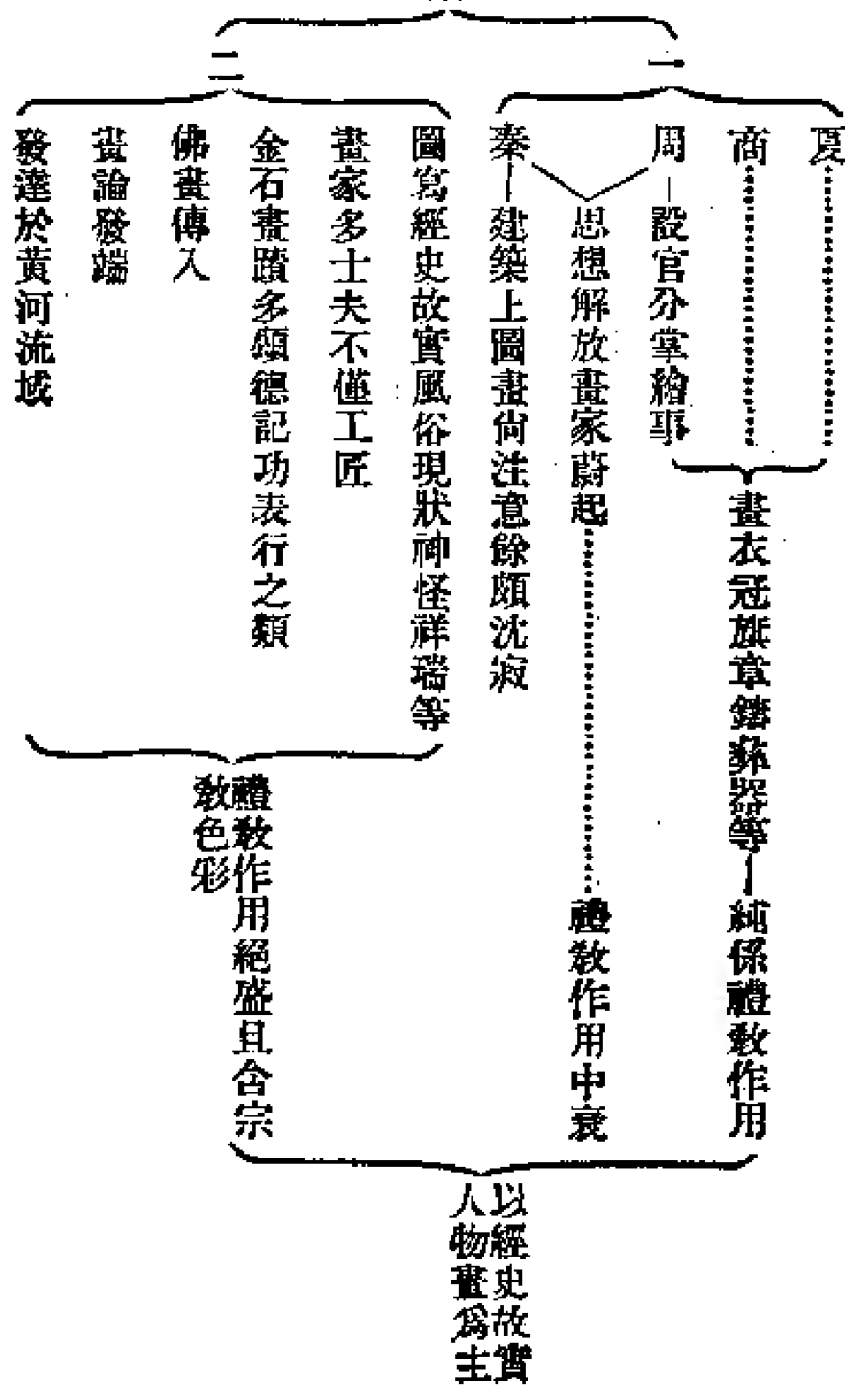 一
夏
商
周－設官分掌繪事
畫衣冠旗章鑄彝器等－純係禮教作用
思想解放畫家蔚起
禮教作用中衰
秦－建築上圖畫尙注意餘頗沈寂
二
圖寫經史故實風俗現狀神怪祥瑞等
畫家多士夫不僅工匠
金石畫蹟多頌德記功表行之類
佛畫傳入
畫論發端
發達於黃河流域
禮教作用絕盛且含宗
教色彩
以經史故實
人物畫爲主